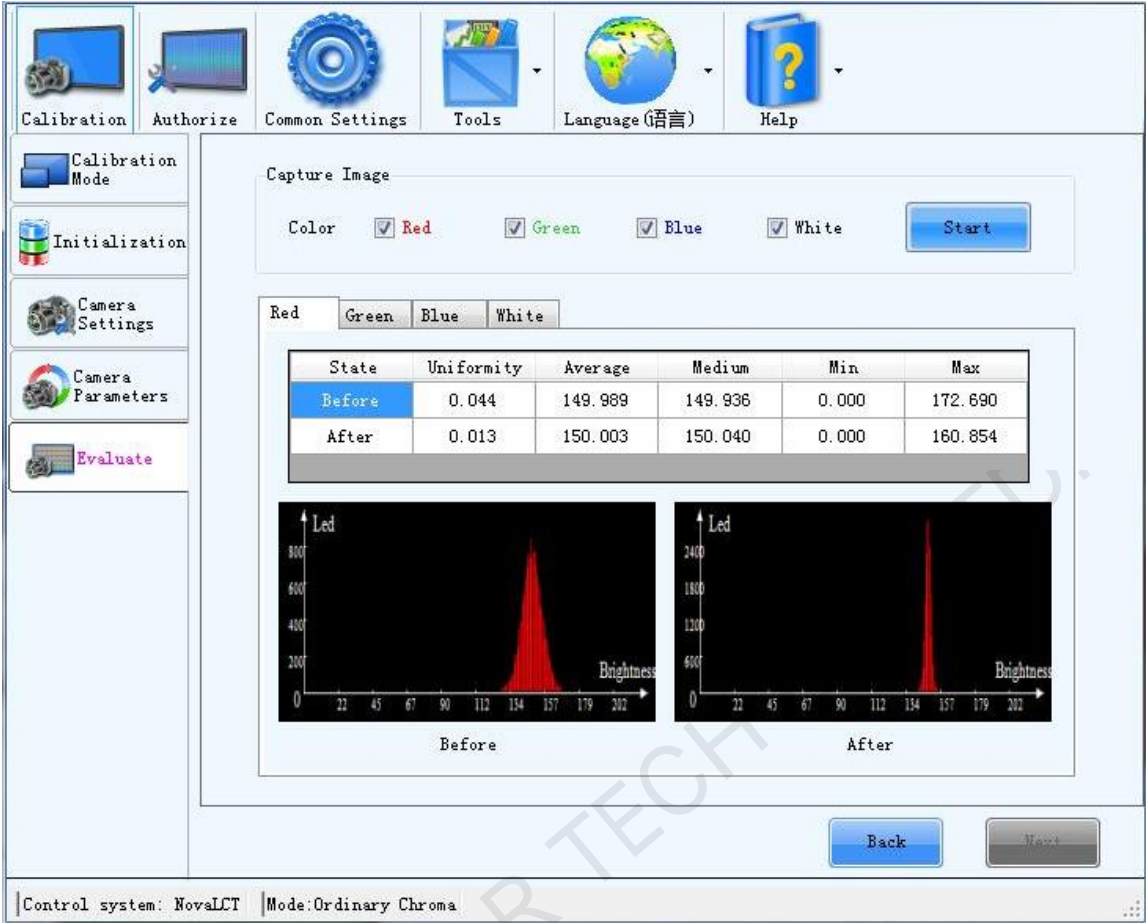 Calibration Authorize Common Settings Tools Language(语言) Help
Calibration
Mode
Initialization
Camera
Settings
Camera
Parameters
Evaluate
Capture Image
Color Red Green Blue White Start
Red Green Blue White
State Uniformity Average Medium Min Max
Before 0.044 149.989 149.936 0.000 172.690
After 0.013 150.003 150.040 0.000 160.854
Led
800
600
400
200
0
Brightness
22 45 67 90 112 134 157 179 202
Before
Led
2400
1800
1200
600
0
Brightness
22 45 67 90 112 134 157 179 202
After
Back Next
Control system: NovaLCT Mode:Ordinary Chroma
R TECH